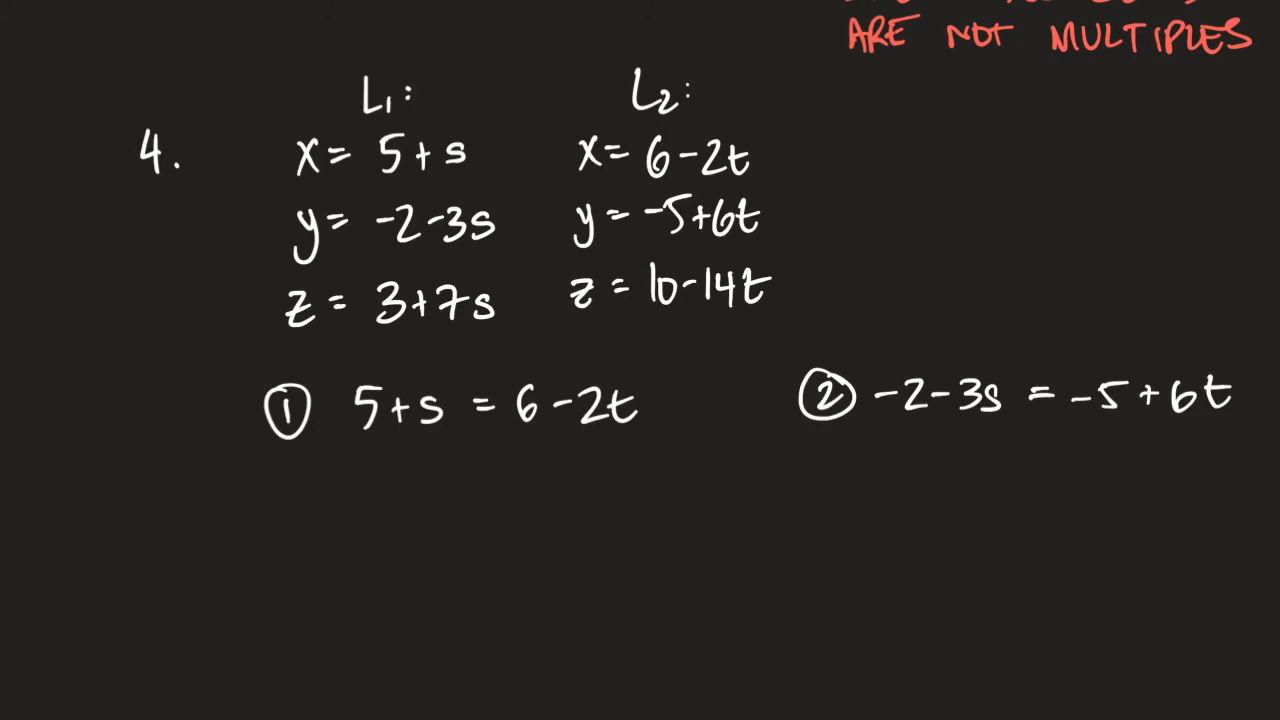 ARE NOT MULTIPLES
L₁: L₂:
4. x = 5+s x = 6-2t
y = -2-3s y = -5+6t
z = 3+7s z = 10-14t
① 5+s = 6-2t ② -2-3s = -5+6t